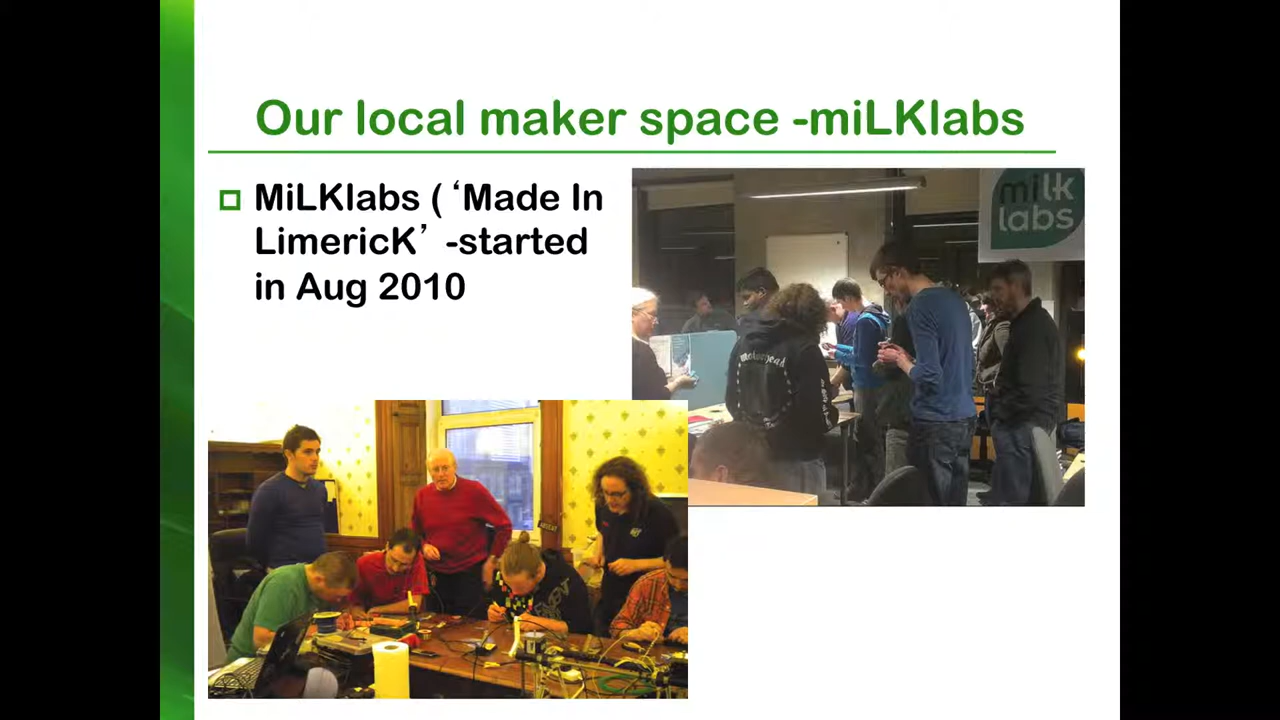 Our local maker space -miLKlabs
MiLKlabs ( ‘Made In
LimericK’ -started
in Aug 2010
milk
labs